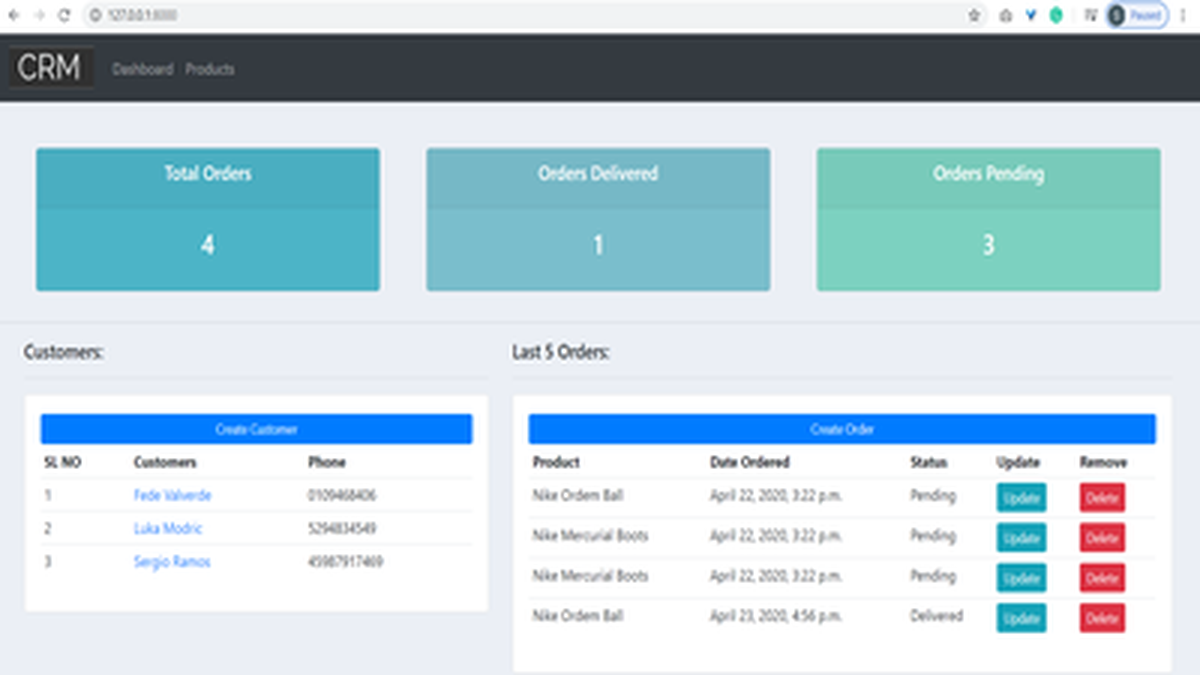 127.0.0.1:8000
Paused
CRM Dashboard Products
Total Orders Orders Delivered Orders Pending
4 1 3
Customers: Last 5 Orders:
Create Customer Create Order
SL NO Customers Phone Product Date Ordered Status Update Remove
1 Fede Valverde 0109468406 Nike Ordem Ball April 22, 2020, 3:22 p.m. Pending Update Delete
2 Luka Modric 5294834549 Nike Mercurial Boots April 22, 2020, 3:22 p.m. Pending Update Delete
3 Sergio Ramos 45987917469 Nike Mercurial Boots April 22, 2020, 3:22 p.m. Pending Update Delete
Nike Ordem Ball April 23, 2020, 4:56 p.m. Delivered Update Delete